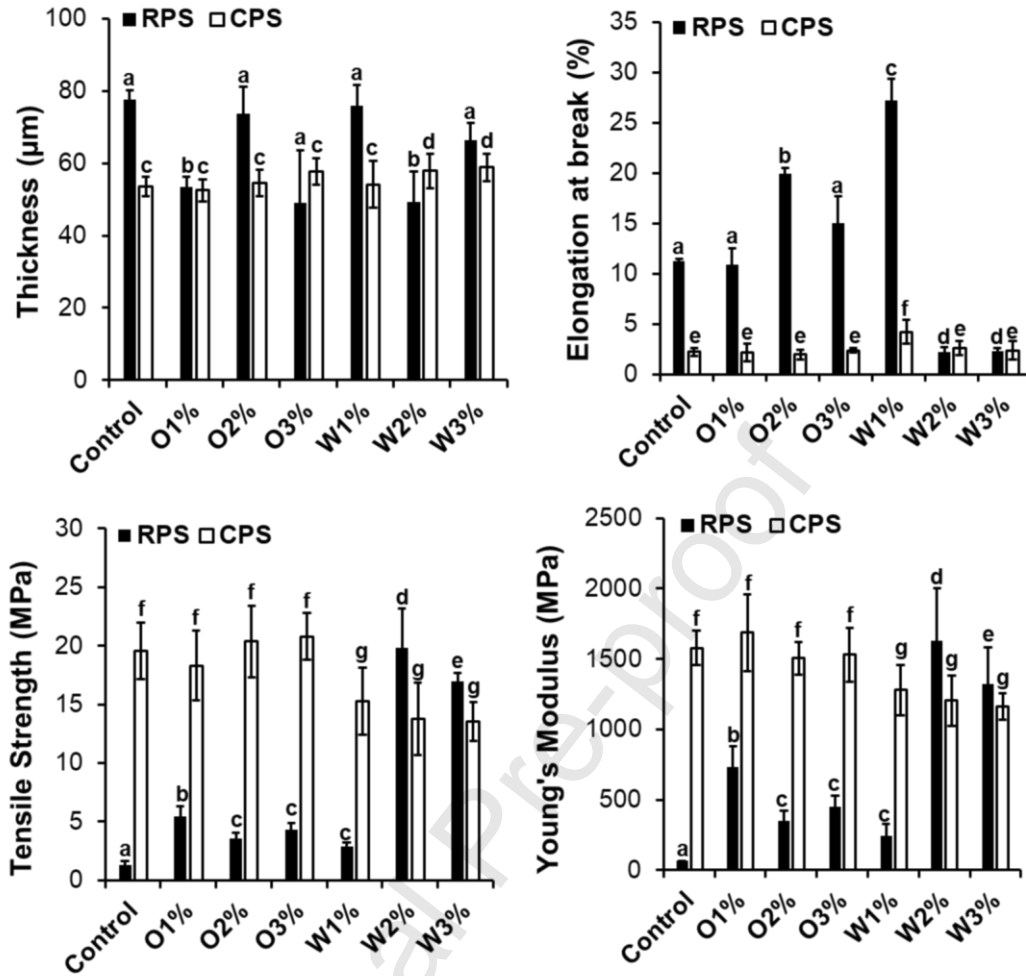 RPS CPS
Thickness (µm)
100
80
60
40
20
0
a c b c a c a c a c b d a d
Control O1% O2% O3% W1% W2% W3%
RPS CPS
Elongation at break (%)
35
30
25
20
15
10
5
0
a e a e b e a e c f d e d e
Control O1% O2% O3% W1% W2% W3%
RPS CPS
Tensile Strength (MPa)
30
25
20
15
10
5
0
a f b f c f c f c g d g e g
Control O1% O2% O3% W1% W2% W3%
RPS CPS
Young's Modulus (MPa)
2500
2000
1500
1000
500
0
a f b f c f c f c g d g e g
Control O1% O2% O3% W1% W2% W3%
al Pre-proof